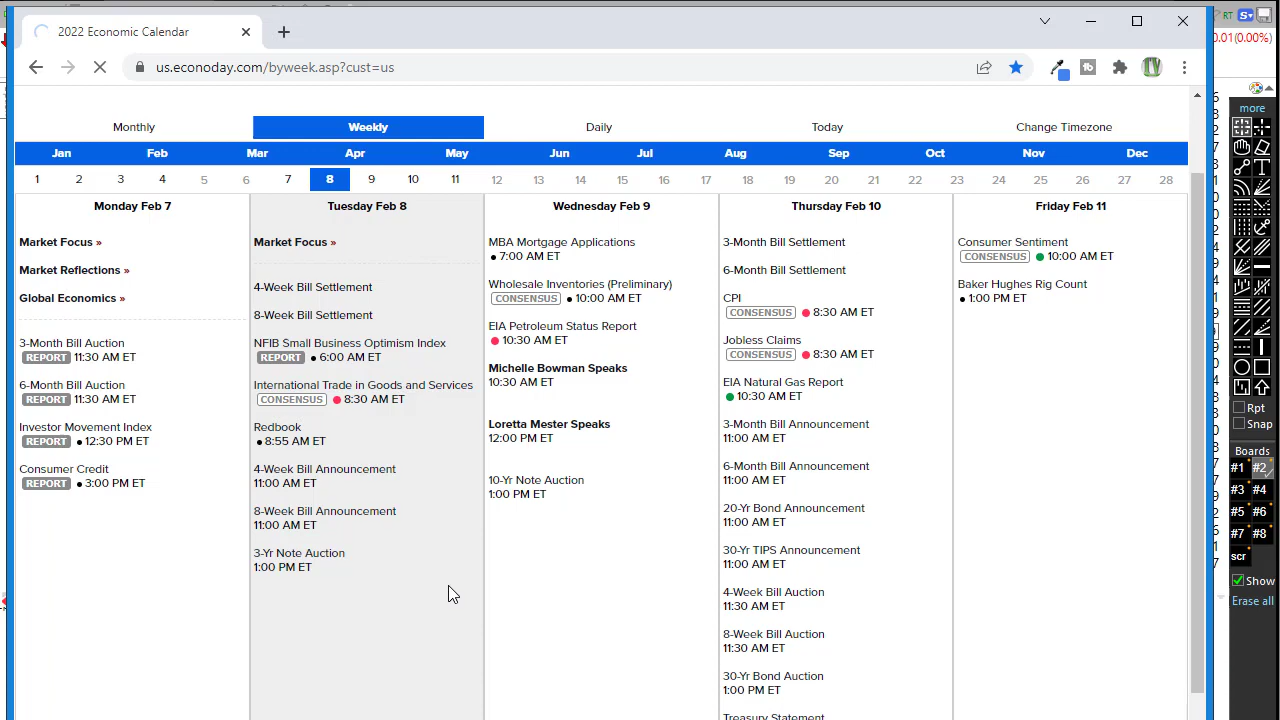 2022 Economic Calendar
RT
0.01(0.00%)
us.econoday.com/byweek.asp?cust=us
more
Monthly Weekly Daily Today Change Timezone
Jan Feb Mar Apr May Jun Jul Aug Sep Oct Nov Dec
1 2 3 4 5 6 7 8 9 10 11 12 13 14 15 16 17 18 19 20 21 22 23 24 25 26 27 28
Monday Feb 7
Market Focus »
Market Reflections »
Global Economics »
3-Month Bill Auction
REPORT 11:30 AM ET
6-Month Bill Auction
REPORT 11:30 AM ET
Investor Movement Index
REPORT • 12:30 PM ET
Consumer Credit
REPORT • 3:00 PM ET
Tuesday Feb 8
Market Focus »
4-Week Bill Settlement
8-Week Bill Settlement
NFIB Small Business Optimism Index
REPORT • 6:00 AM ET
International Trade in Goods and Services
CONSENSUS • 8:30 AM ET
Redbook
• 8:55 AM ET
4-Week Bill Announcement
11:00 AM ET
8-Week Bill Announcement
11:00 AM ET
3-Yr Note Auction
1:00 PM ET
Wednesday Feb 9
MBA Mortgage Applications
• 7:00 AM ET
Wholesale Inventories (Preliminary)
CONSENSUS • 10:00 AM ET
EIA Petroleum Status Report
• 10:30 AM ET
Michelle Bowman Speaks
10:30 AM ET
Loretta Mester Speaks
12:00 PM ET
10-Yr Note Auction
1:00 PM ET
Thursday Feb 10
3-Month Bill Settlement
6-Month Bill Settlement
CPI
CONSENSUS • 8:30 AM ET
Jobless Claims
CONSENSUS • 8:30 AM ET
EIA Natural Gas Report
• 10:30 AM ET
3-Month Bill Announcement
11:00 AM ET
6-Month Bill Announcement
11:00 AM ET
20-Yr Bond Announcement
11:00 AM ET
30-Yr TIPS Announcement
11:00 AM ET
4-Week Bill Auction
11:30 AM ET
8-Week Bill Auction
11:30 AM ET
30-Yr Bond Auction
1:00 PM ET
Treasury Statement
Friday Feb 11
Consumer Sentiment
CONSENSUS • 10:00 AM ET
Baker Hughes Rig Count
• 1:00 PM ET
Rpt
Snap
Boards
#1 #2
#3 #4
#5 #6
#7 #8
scr
Show
Erase all